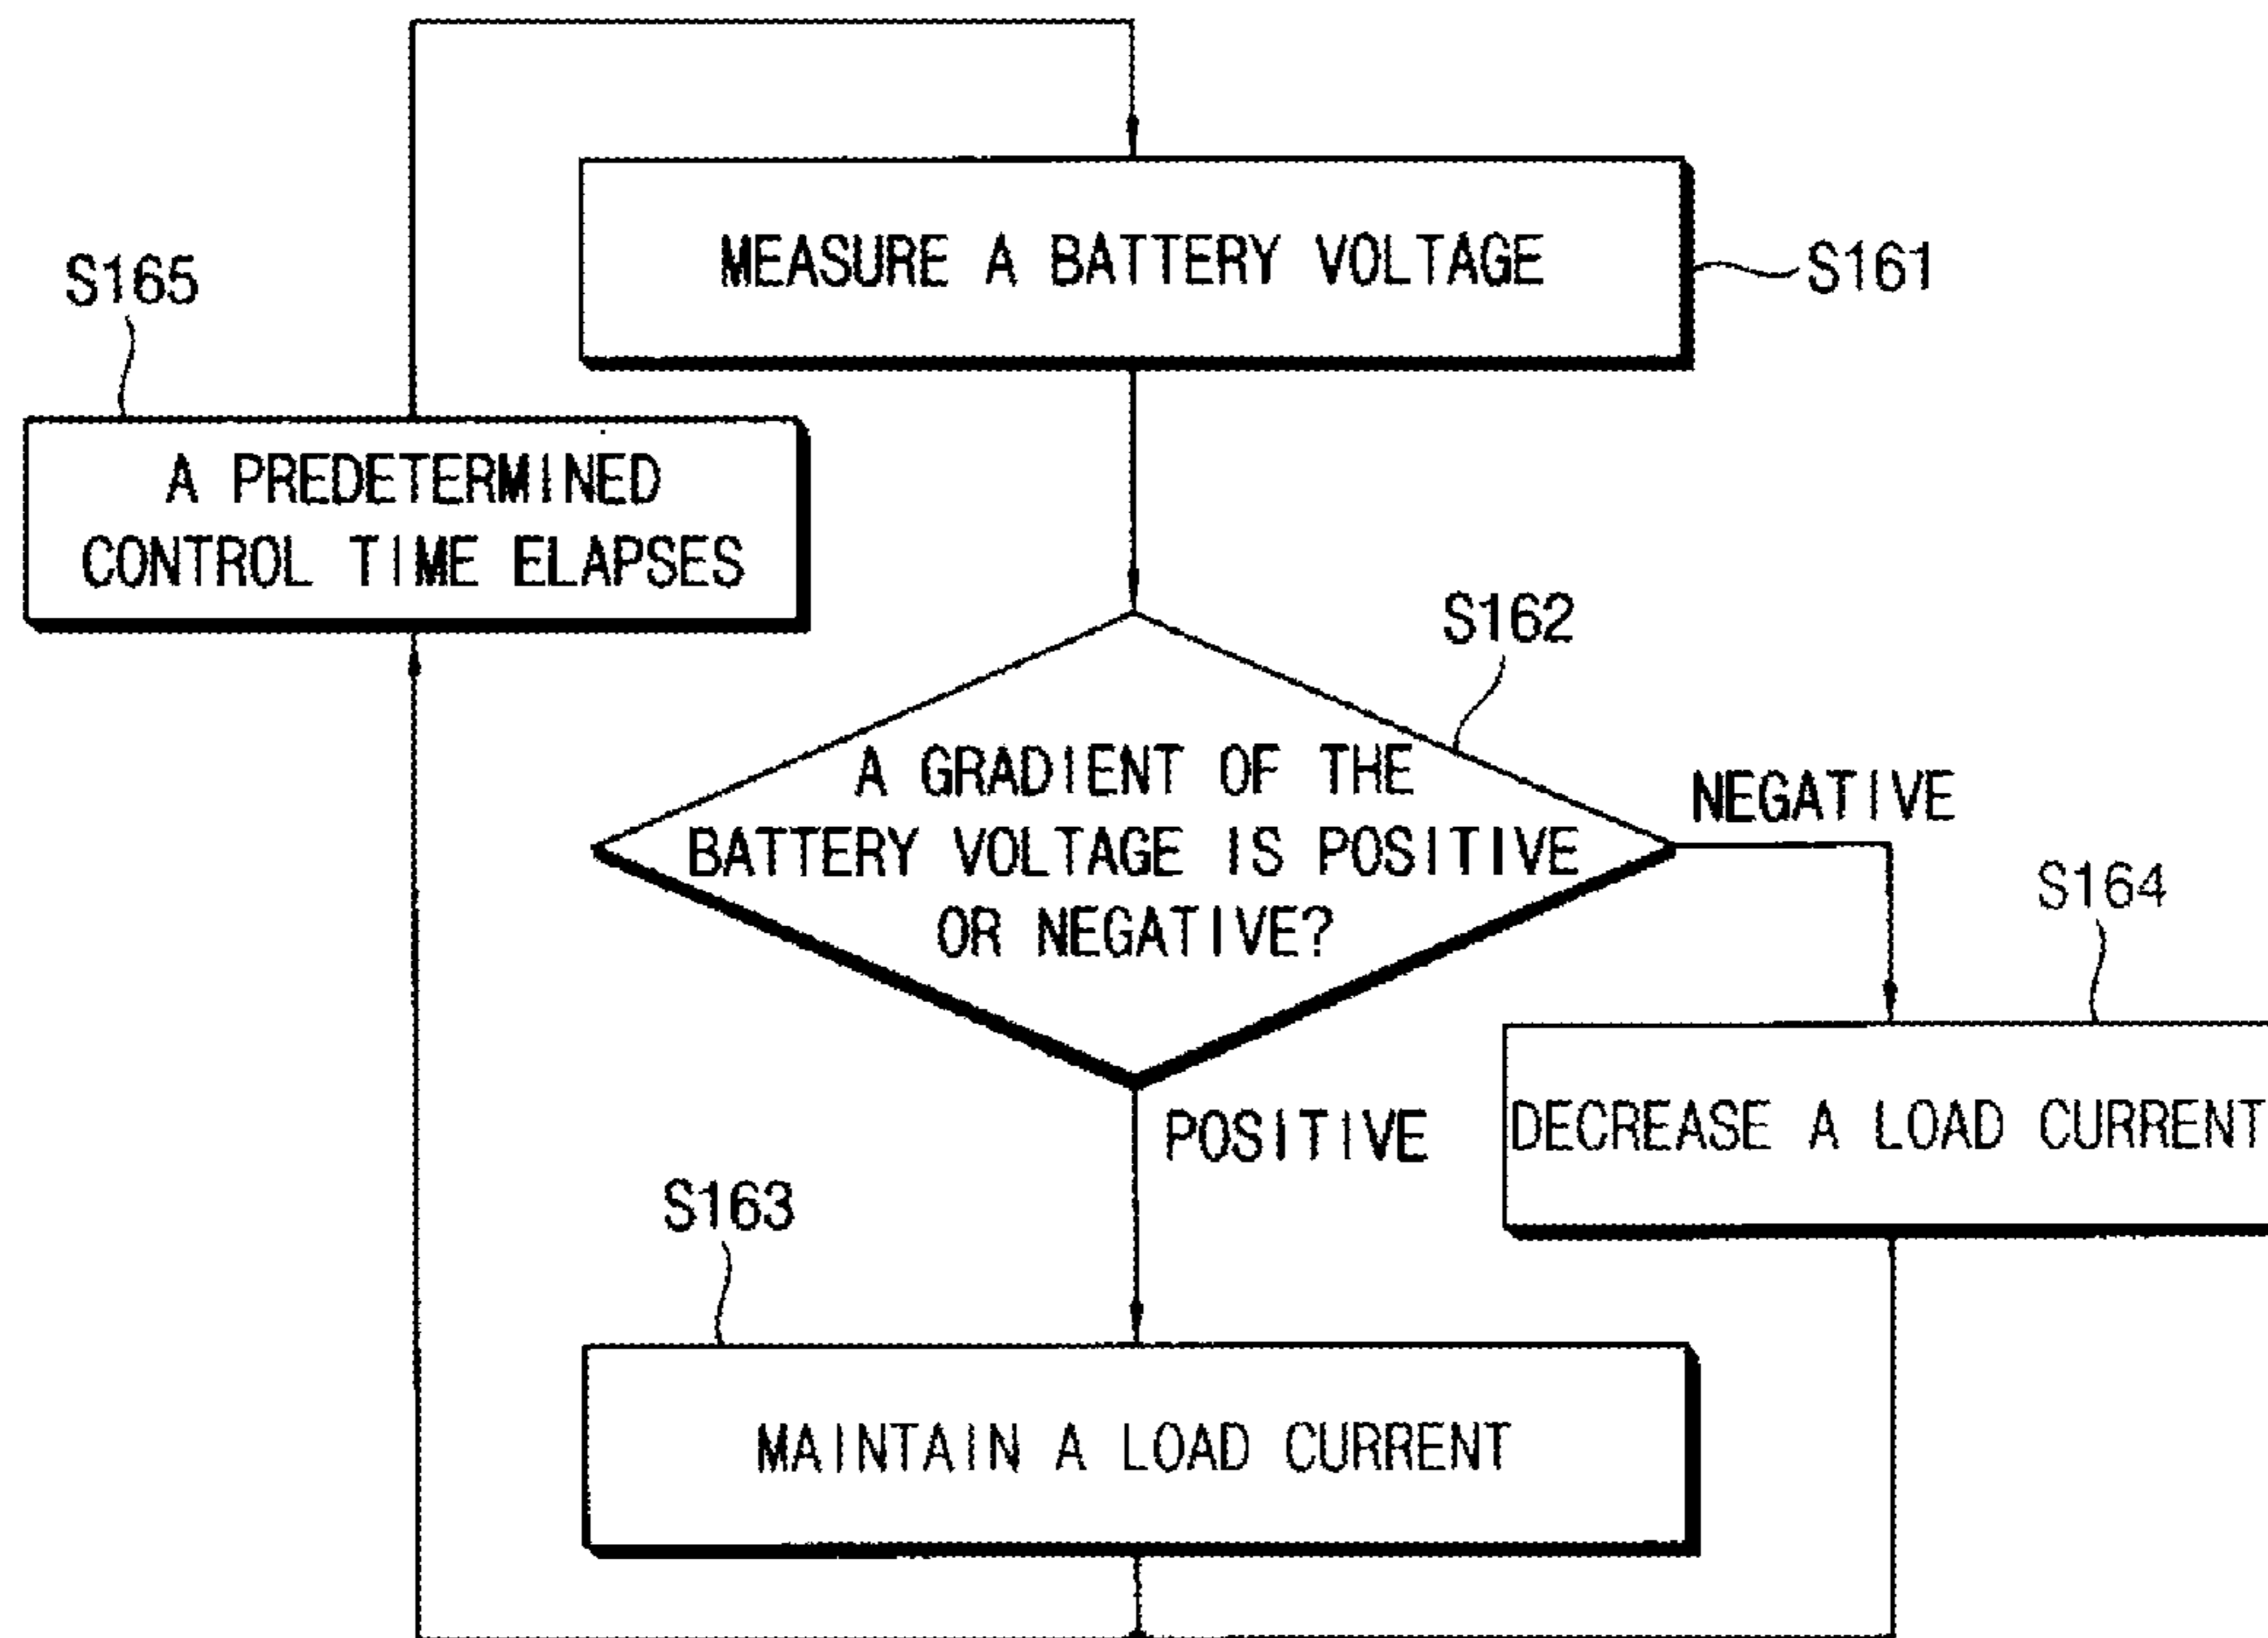 MEASURE A BATTERY VOLTAGE
S161
S165
A PREDETERMINED
CONTROL TIME ELAPSES
S162
A GRADIENT OF THE
BATTERY VOLTAGE IS POSITIVE
OR NEGATIVE?
NEGATIVE
S164
DECREASE A LOAD CURRENT
POSITIVE
S163
MAINTAIN A LOAD CURRENT